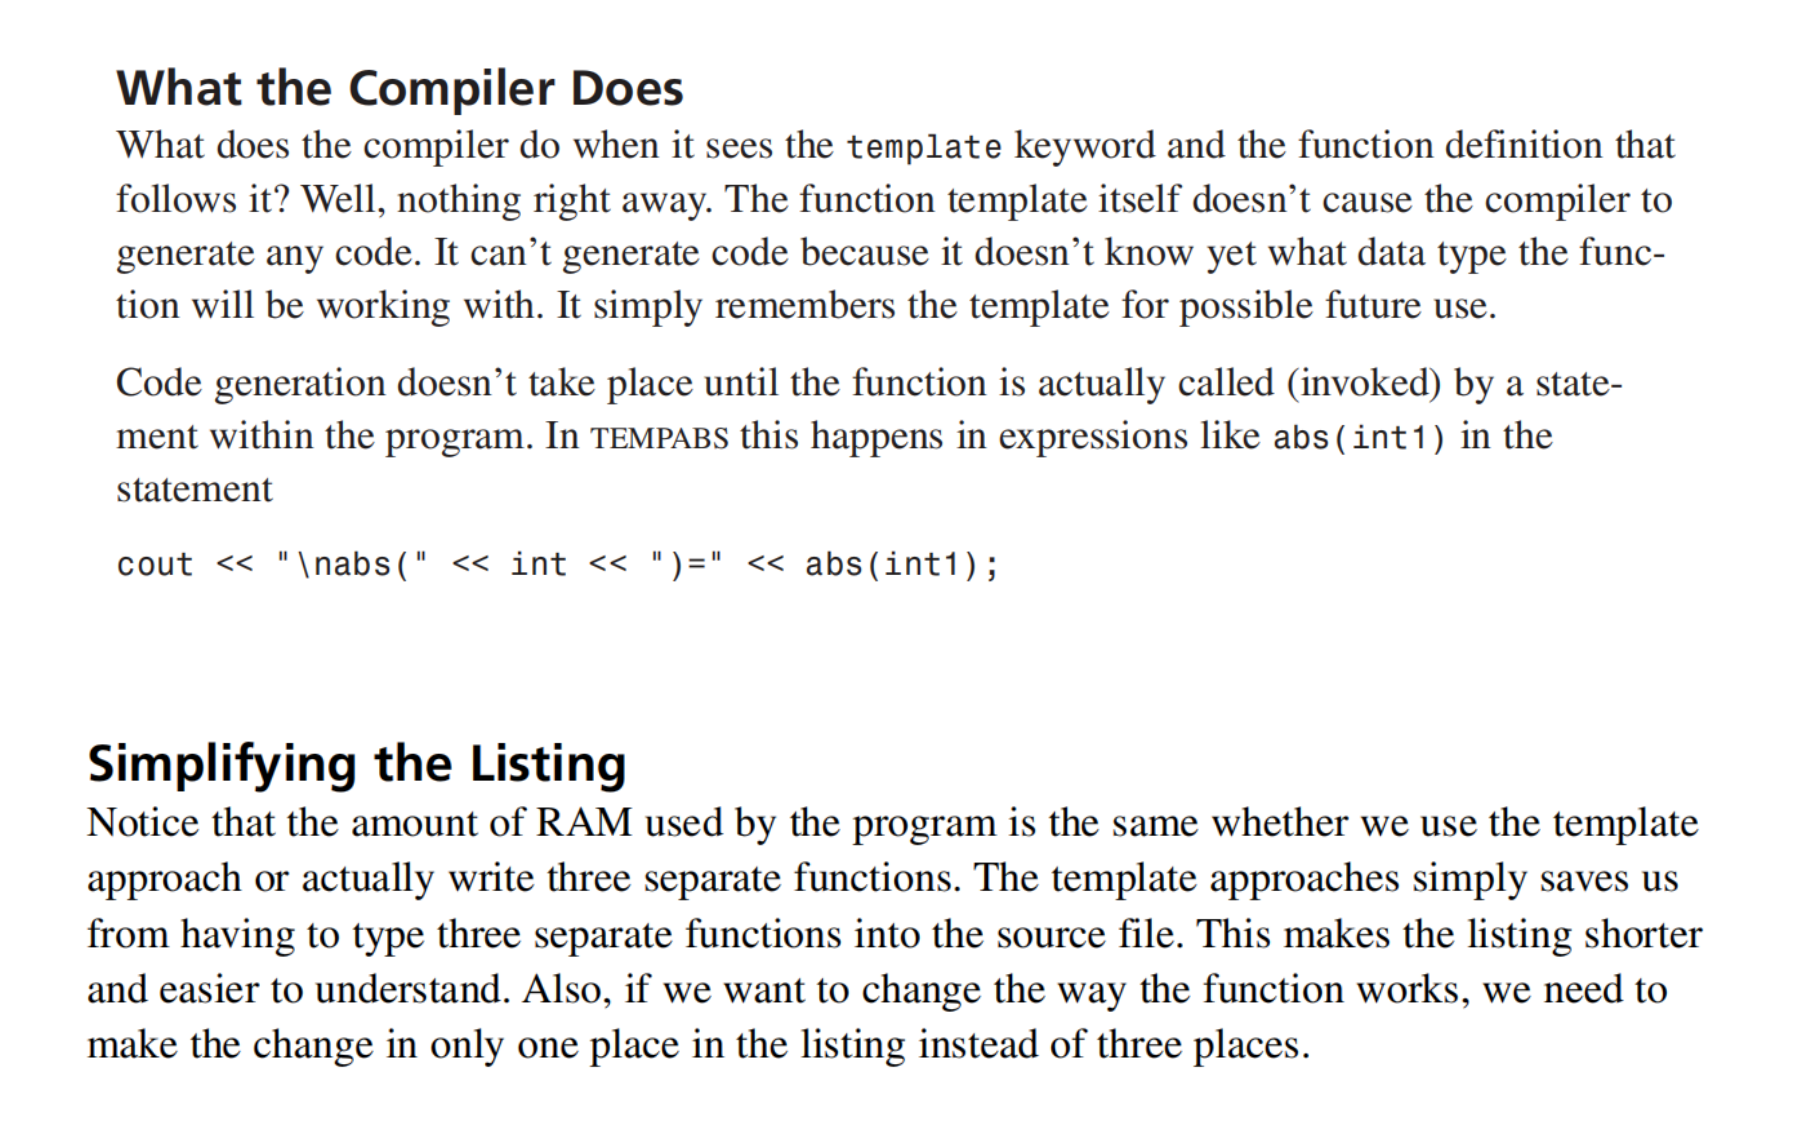 What the Compiler Does
What does the compiler do when it sees the template keyword and the function definition that
follows it? Well, nothing right away. The function template itself doesn’t cause the compiler to
generate any code. It can’t generate code because it doesn’t know yet what data type the func-
tion will be working with. It simply remembers the template for possible future use.
Code generation doesn’t take place until the function is actually called (invoked) by a state-
ment within the program. In TEMPABS this happens in expressions like abs(int1) in the
statement
cout << "\nabs(" << int << ")=" << abs(int1);
Simplifying the Listing
Notice that the amount of RAM used by the program is the same whether we use the template
approach or actually write three separate functions. The template approaches simply saves us
from having to type three separate functions into the source file. This makes the listing shorter
and easier to understand. Also, if we want to change the way the function works, we need to
make the change in only one place in the listing instead of three places.